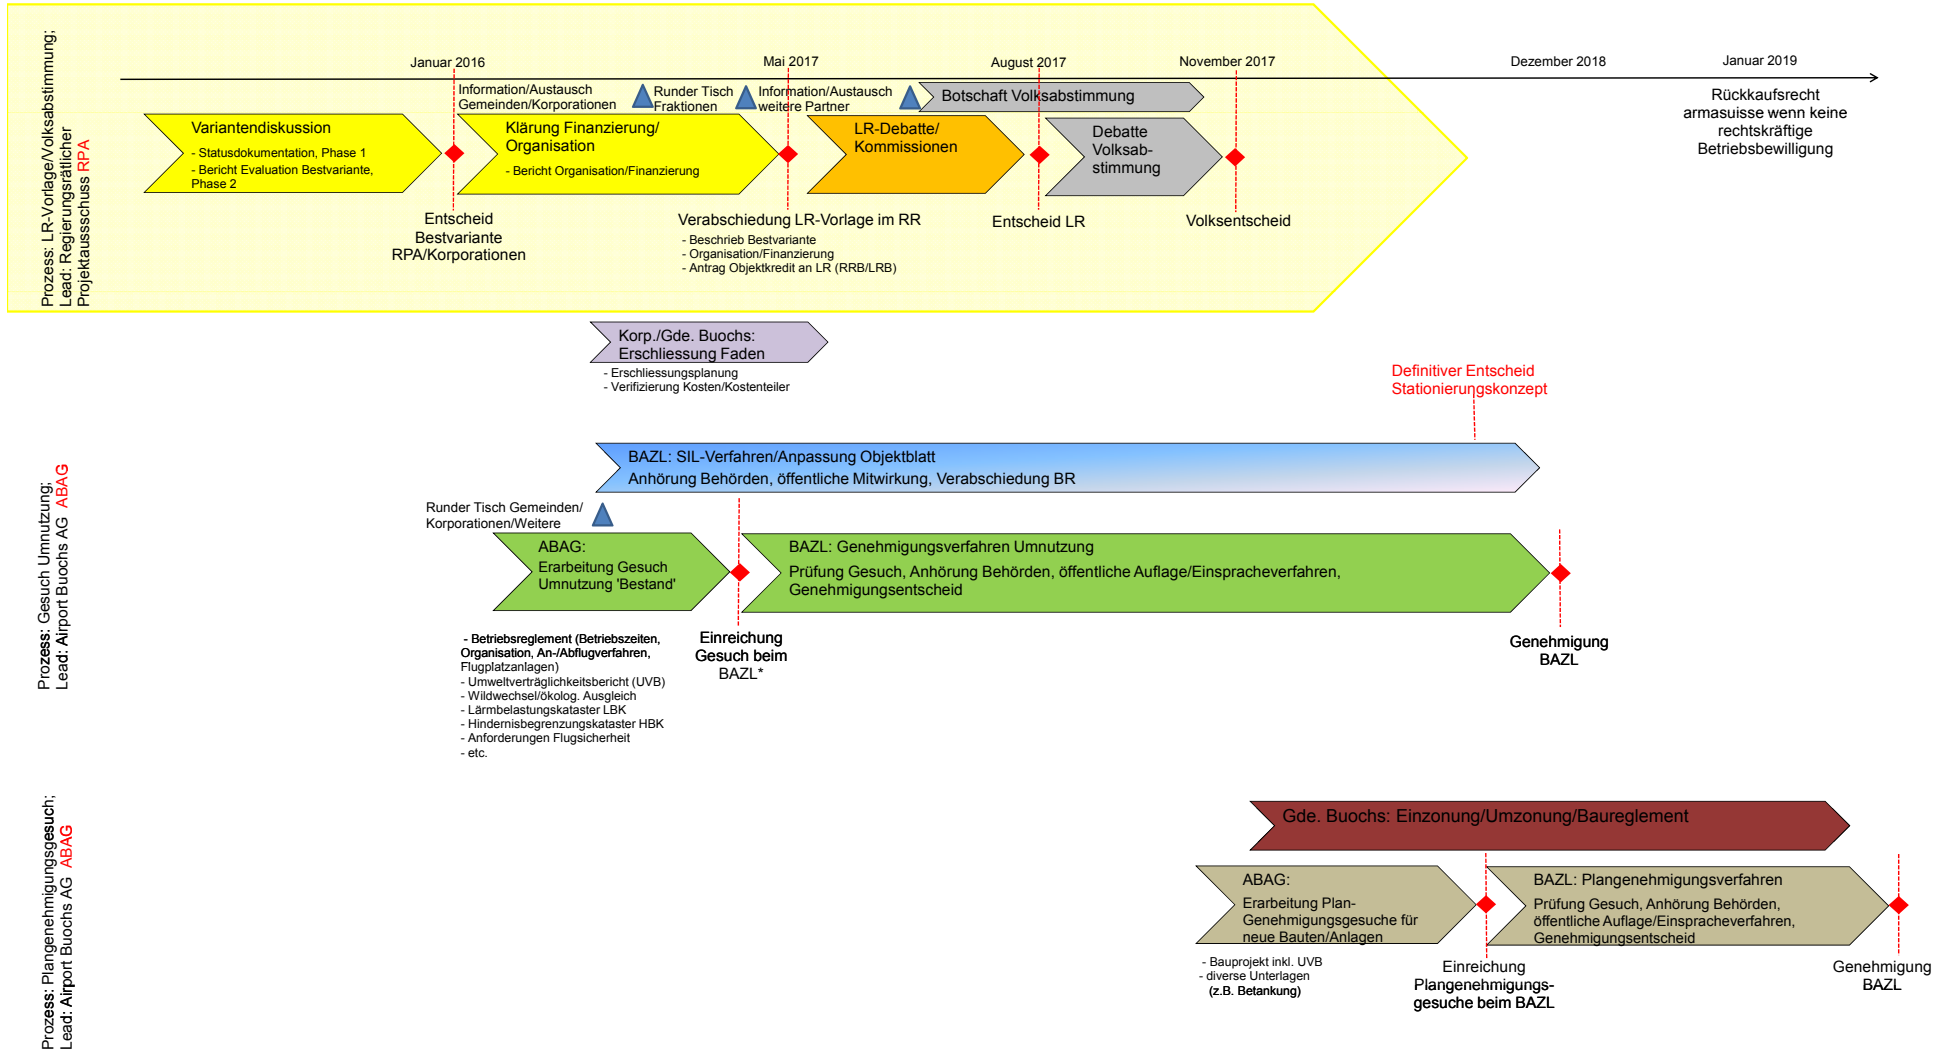 Prozess: LR-Vorlage/Volksabstimmung;
Lead: Regierungsrätlicher
Projektaussschuss RPA
Januar 2016
Mai 2017
August 2017
November 2017
Dezember 2018
Januar 2019
Information/Austausch
Gemeinden/Korporationen
Runder Tisch
Fraktionen
Information/Austausch
weitere Partner
Botschaft Volksabstimmung
Rückkaufsrecht
armasuisse wenn keine
rechtskräftige
Betriebsbewilligung
Variantendiskussion
- Statusdokumentation, Phase 1
- Bericht Evaluation Bestvariante,
Phase 2
Klärung Finanzierung/
Organisation
- Bericht Organisation/Finanzierung
LR-Debatte/
Kommissionen
Debatte
Volksab-
stimmung
Entscheid
Bestvariante
RPA/Korporationen
Verabschiedung LR-Vorlage im RR
- Beschrieb Bestvariante
- Organisation/Finanzierung
- Antrag Objektkredit an LR (RRB/LRB)
Entscheid LR
Volksentscheid
Korp./Gde. Buochs:
Erschliessung Faden
- Erschliessungsplanung
- Verifizierung Kosten/Kostenteiler
Definitiver Entscheid
Stationierungskonzept
Prozess: Gesuch Umnutzung;
Lead: Airport Buochs AG ABAG
BAZL: SIL-Verfahren/Anpassung Objektblatt
Anhörung Behörden, öffentliche Mitwirkung, Verabschiedung BR
Runder Tisch Gemeinden/
Korporationen/Weitere
ABAG:
Erarbeitung Gesuch
Umnutzung 'Bestand'
BAZL: Genehmigungsverfahren Umnutzung
Prüfung Gesuch, Anhörung Behörden, öffentliche Auflage/Einspracheverfahren,
Genehmigungsentscheid
- Betriebsreglement (Betriebszeiten,
Organisation, An-/Abflugverfahren,
Flugplatzanlagen)
- Umweltverträglichkeitsbericht (UVB)
- Wildwechsel/ökolog. Ausgleich
- Lärmbelastungskataster LBK
- Hindernisbegrenzungskataster HBK
- Anforderungen Flugsicherheit
- etc.
Einreichung
Gesuch beim
BAZL*
Genehmigung
BAZL
Prozess: Plangenehmigungsgesuch;
Lead: Airport Buochs AG ABAG
Gde. Buochs: Einzonung/Umzonung/Baureglement
ABAG:
Erarbeitung Plan-
Genehmigungsgesuche für
neue Bauten/Anlagen
BAZL: Plangenehmigungsverfahren
Prüfung Gesuch, Anhörung Behörden,
öffentliche Auflage/Einspracheverfahren,
Genehmigungsentscheid
- Bauprojekt inkl. UVB
- diverse Unterlagen
(z.B. Betankung)
Einreichung
Plangenehmigungs-
gesuche beim BAZL
Genehmigung
BAZL